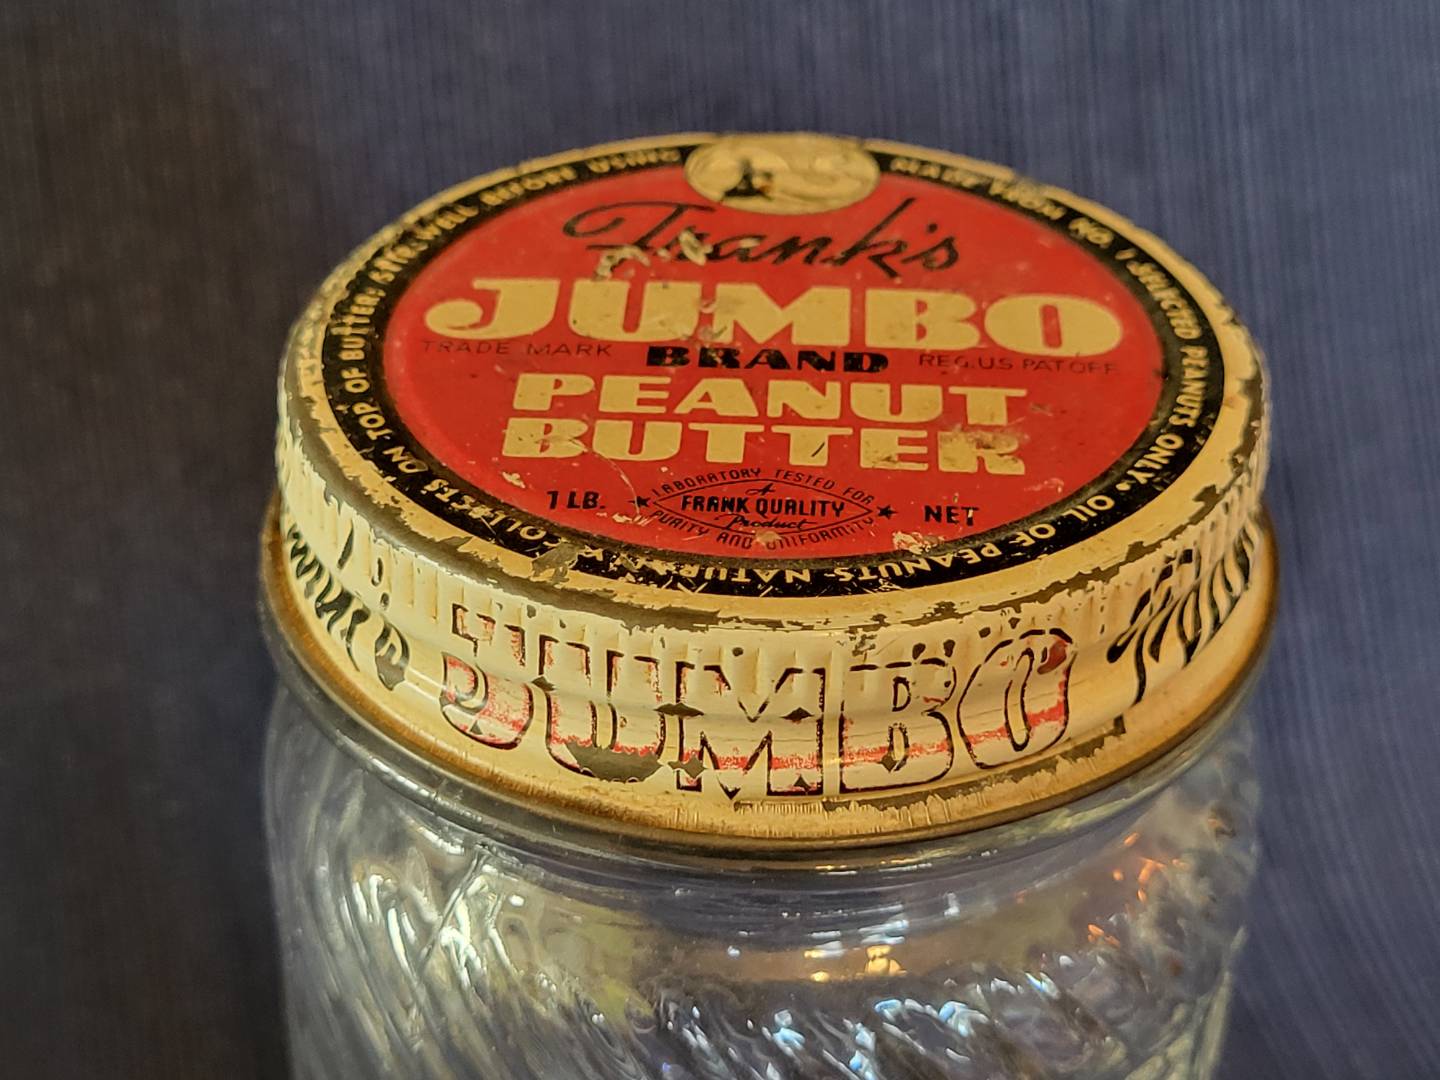 Frank's
JUMBO
TRADE MARK BRAND REG. U.S. PAT OFF.
PEANUT
BUTTER
1 LB. NET
LABORATORY TESTED FOR
A
FRANK QUALITY
Product
PURITY AND UNIFORMITY
MADE FROM NO. 1 SELECTED PEANUTS ONLY • OIL OF PEANUTS NATURALLY COLLECTS ON TOP OF BUTTER: STIR WELL BEFORE USING
JUMBO